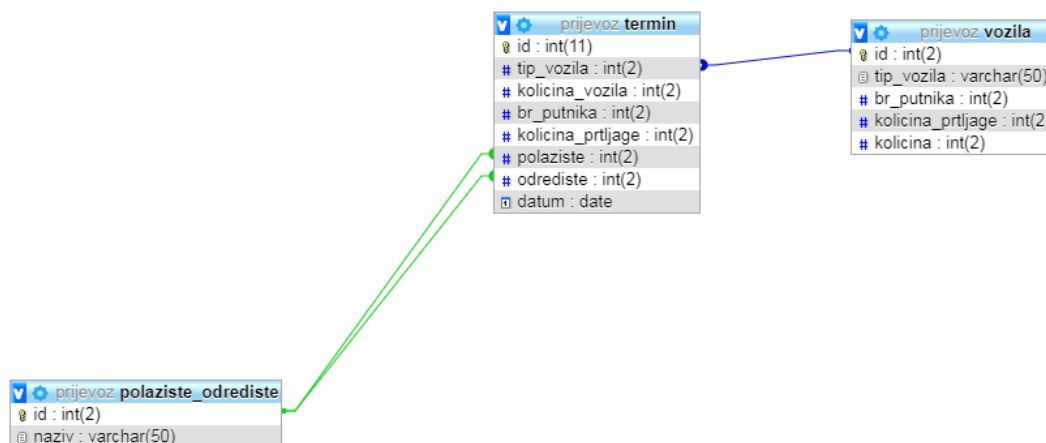 prijevoz termin
id : int(11)
tip_vozila : int(2)
kolicina_vozila : int(2)
br_putnika : int(2)
kolicina_prtljage : int(2)
polaziste : int(2)
odrediste : int(2)
datum : date
prijevoz vozila
id : int(2)
tip_vozila : varchar(50)
br_putnika : int(2)
kolicina_prtljage : int(2
kolicina : int(2)
prijevoz polaziste_odrediste
id : int(2)
naziv : varchar(50)